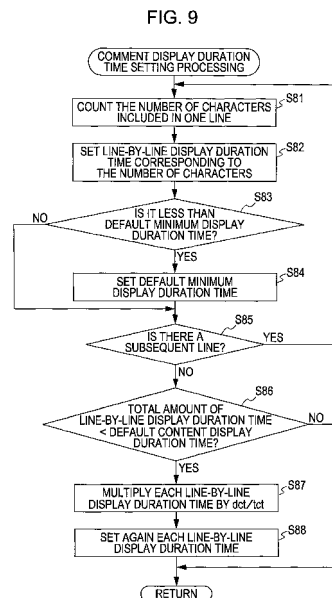 FIG. 9
COMMENT DISPLAY DURATION
TIME SETTING PROCESSING
S81
COUNT THE NUMBER OF CHARACTERS
INCLUDED IN ONE LINE
S82
SET LINE-BY-LINE DISPLAY DURATION
TIME CORRESPONDING TO
THE NUMBER OF CHARACTERS
S83
IS IT LESS THAN
DEFAULT MINIMUM DISPLAY
DURATION TIME?
NO
YES
S84
SET DEFAULT MINIMUM
DISPLAY DURATION TIME
S85
IS THERE A
SUBSEQUENT LINE?
YES
NO
S86
TOTAL AMOUNT OF
LINE-BY-LINE DISPLAY DURATION TIME
< DEFAULT CONTENT DISPLAY
DURATION TIME?
NO
YES
S87
MULTIPLY EACH LINE-BY-LINE
DISPLAY DURATION TIME BY dct/tct
S88
SET AGAIN EACH LINE-BY-LINE
DISPLAY DURATION TIME
RETURN